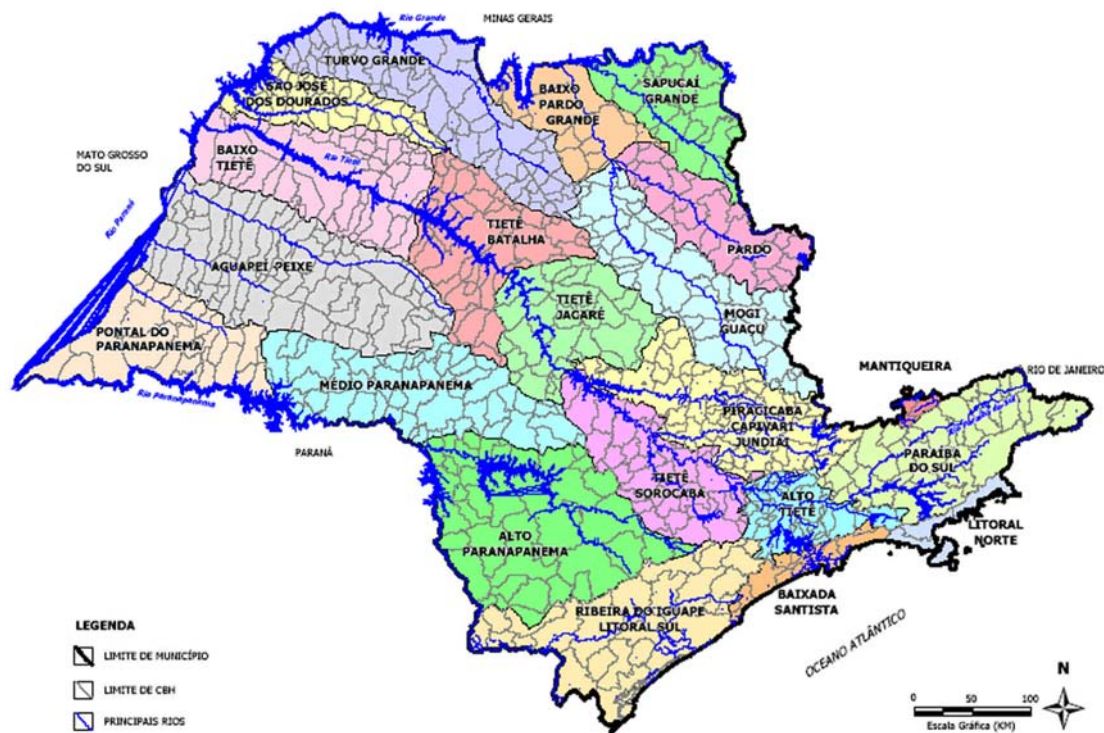 Rio Grande
MINAS GERAIS
TURVO GRANDE
SAPUCAÍ
GRANDE
SÃO JOSÉ
DOS DOURADOS
BAIXO
PARDO
GRANDE
MATO GROSSO
DO SUL
BAIXO
TIETÊ
Rio Tietê
Rio Paraná
TIETÊ
BATALHA
PARDO
AGUAPEÍ-PEIXE
TIETÊ
JACARÉ
MOGI
GUAÇU
PONTAL DO
PARANAPANEMA
MÉDIO PARANAPANEMA
MANTIQUEIRA
RIO DE JANEIRO
Rio Paranapanema
PIRACICABA
CAPIVARI
JUNDIAÍ
PARANÁ
PARAÍBA
DO SUL
TIETÊ
SOROCABA
ALTO
TIETÊ
LITORAL
NORTE
ALTO
PARANAPANEMA
BAIXADA
SANTISTA
RIBEIRA DO IGUAPE
LITORAL SUL
OCEANO ATLÂNTICO
LEGENDA
LIMITE DE MUNICÍPIO
LIMITE DE CBH
PRINCIPAIS RIOS
N
0 50 100
Escala Gráfica (KM)